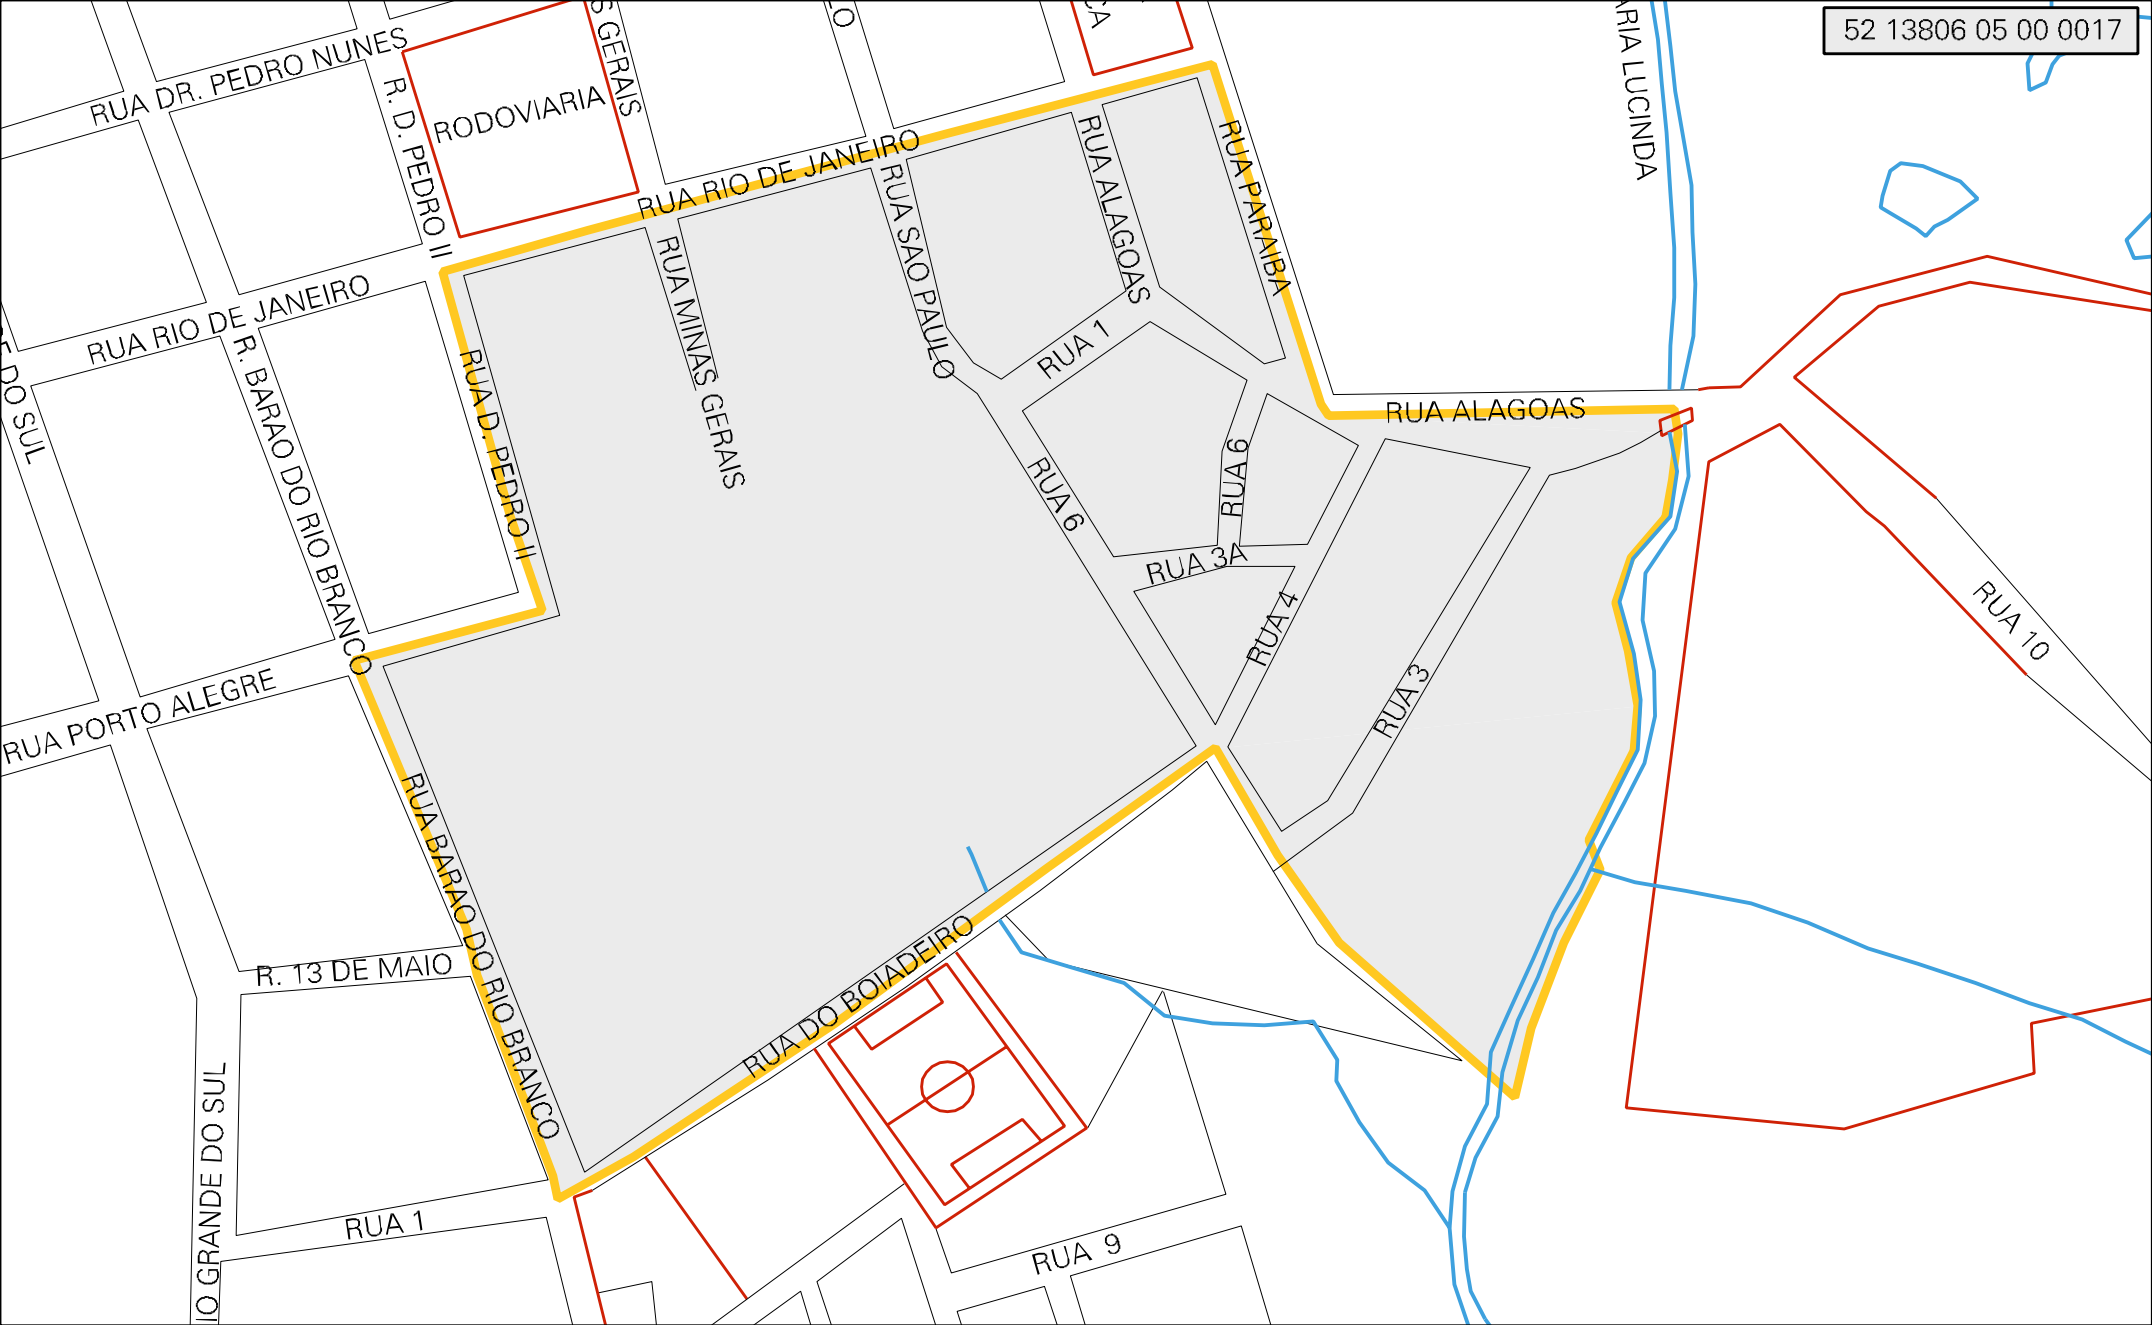 52 13806 05 00 0017
RUA DR. PEDRO NUNES
R. D. PEDRO II
RODOVIARIA
S GERAIS
LO
CA
ARIA LUCINDA
RUA RIO DE JANEIRO
RUA RIO DE JANEIRO
RUA MINAS GERAIS
RUA SAO PAULO
RUA ALAGOAS
RUA PARAIBA
DO SUL
R. BARAO DO RIO BRANCO
RUA D. PEDRO II
RUA 1
RUA ALAGOAS
RUA 6
RUA 6
RUA 3A
RUA 4
RUA 3
RUA 10
RUA PORTO ALEGRE
RUA BARAO DO RIO BRANCO
R. 13 DE MAIO
RUA DO BOIADEIRO
IO GRANDE DO SUL
RUA 1
RUA 9